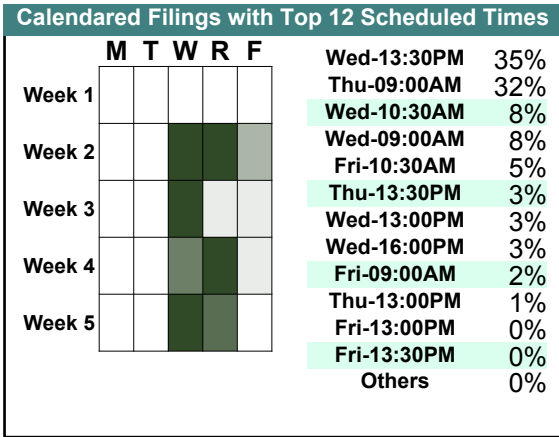 Calendared Filings with Top 12 Scheduled Times
M T W R F
Week 1
Week 2
Week 3
Week 4
Week 5
Wed-13:30PM 35%
Thu-09:00AM 32%
Wed-10:30AM 8%
Wed-09:00AM 8%
Fri-10:30AM 5%
Thu-13:30PM 3%
Wed-13:00PM 3%
Wed-16:00PM 3%
Fri-09:00AM 2%
Thu-13:00PM 1%
Fri-13:00PM 0%
Fri-13:30PM 0%
Others 0%